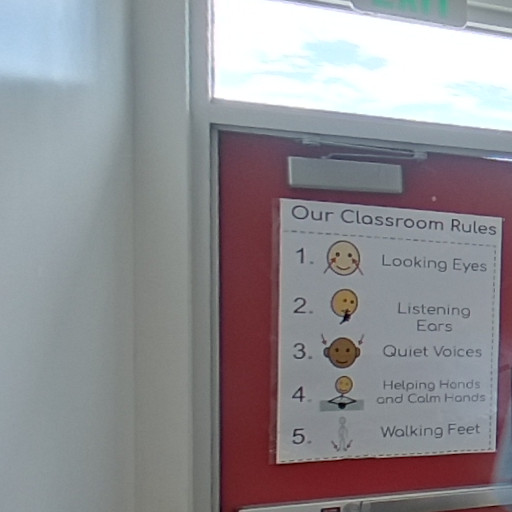 EXIT
Our Classroom Rules
1. Looking Eyes
2. Listening
Ears
3. Quiet Voices
4. Helping Hands
and Calm Hands
5. Walking Feet